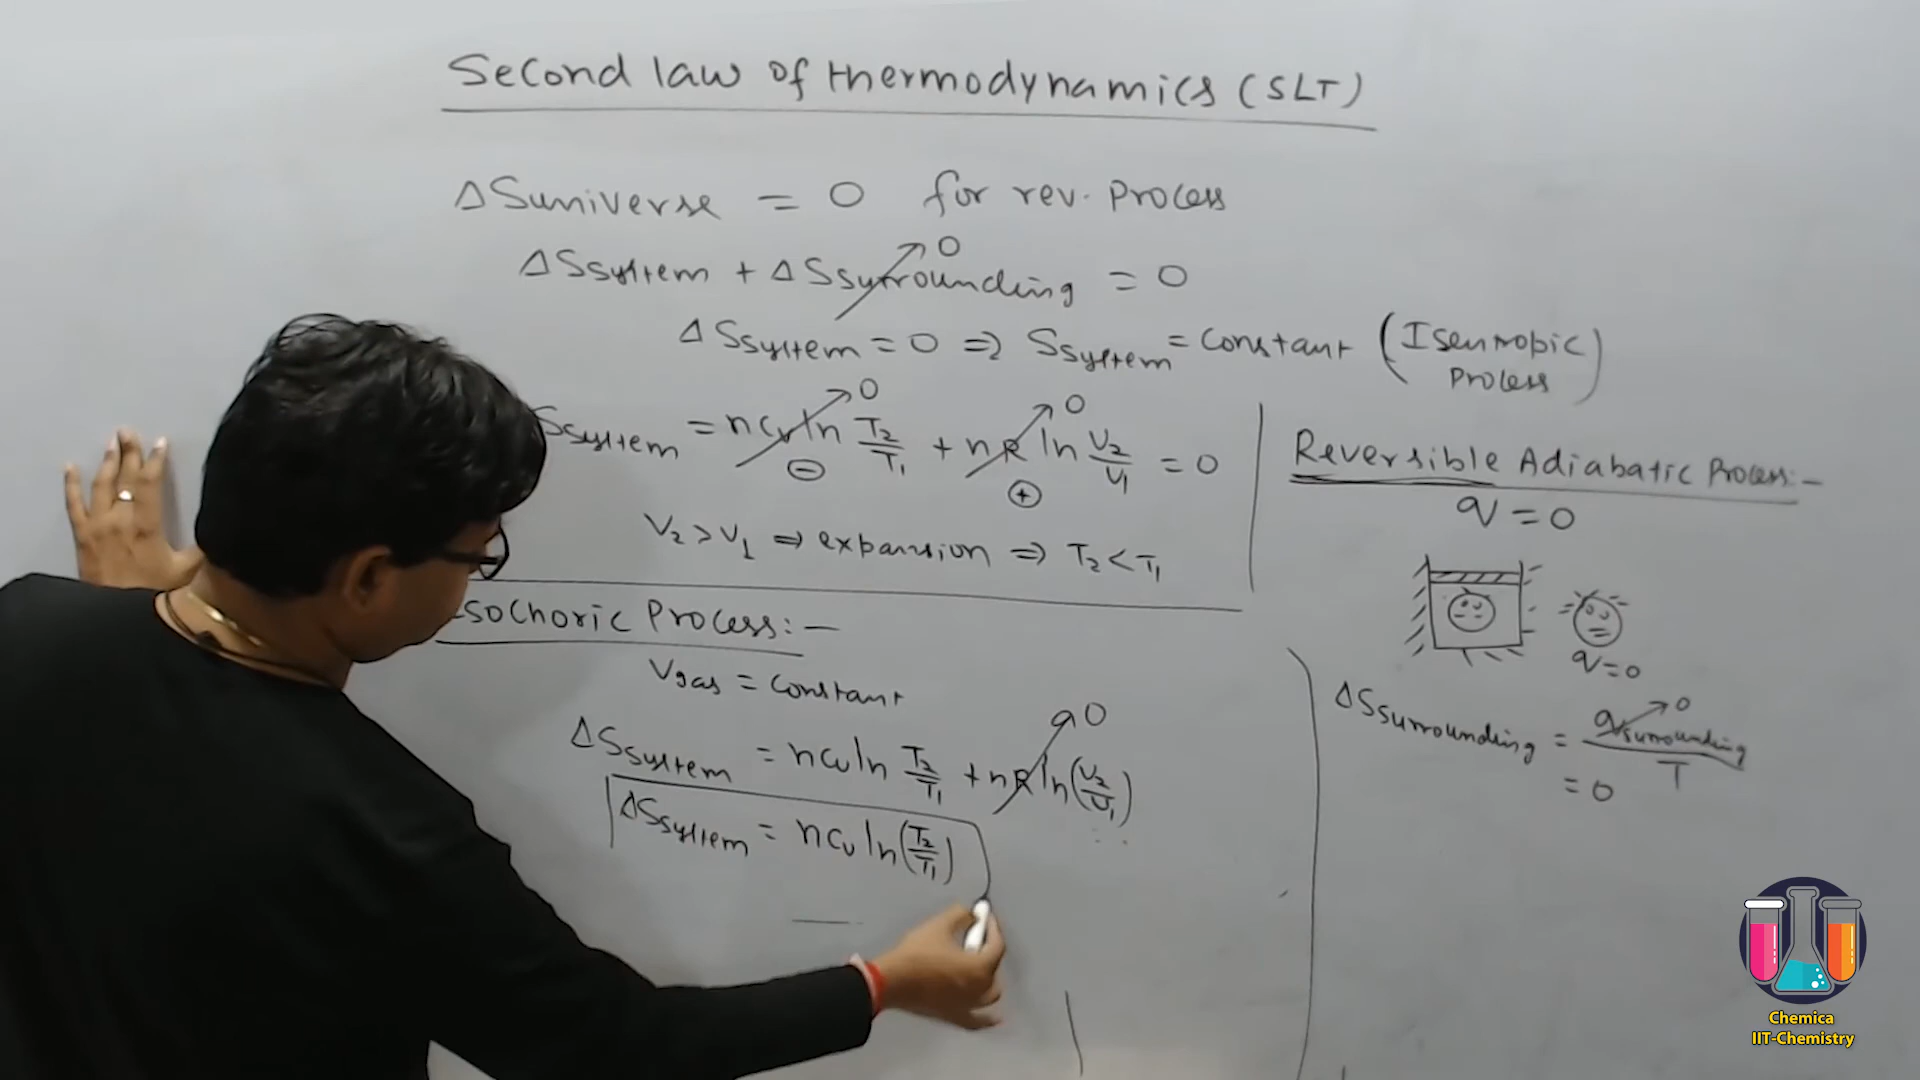 Second law of thermodynamics (SLT)
ΔSuniverse = 0 for rev. process
ΔSsystem + ΔSsurrounding = 0
0
ΔSsystem = 0 ⇒ Ssystem = constant (Isentropic Process)
Ssystem = ncv ln T2/T1 + nR ln V2/V1 = 0
0
0
⊖
⊕
V2 > V1 ⇒ expansion ⇒ T2 < T1
Reversible Adiabatic Process:-
q = 0
q = 0
ΔSsurrounding = qsurrounding/T
0
= 0
sochoric Process:-
Vgas = constant
ΔSsystem = ncv ln T2/T1 + nR ln (V2/V1)
0
ΔSsystem = ncv ln (T2/T1)
Chemica
IIT-Chemistry